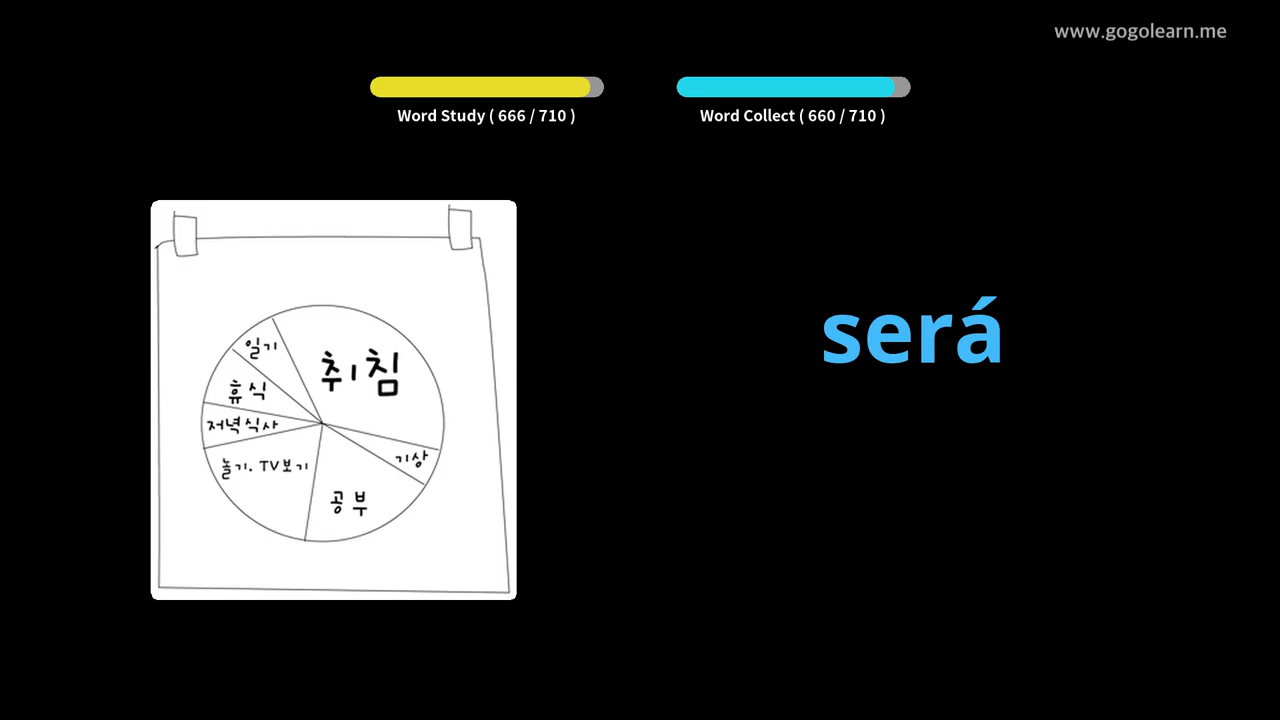 www.gogolearn.me
Word Study ( 666 / 710 )
Word Collect ( 660 / 710 )
일기
취침
휴식
저녁식사
놀기. TV보기
기상
공부
será